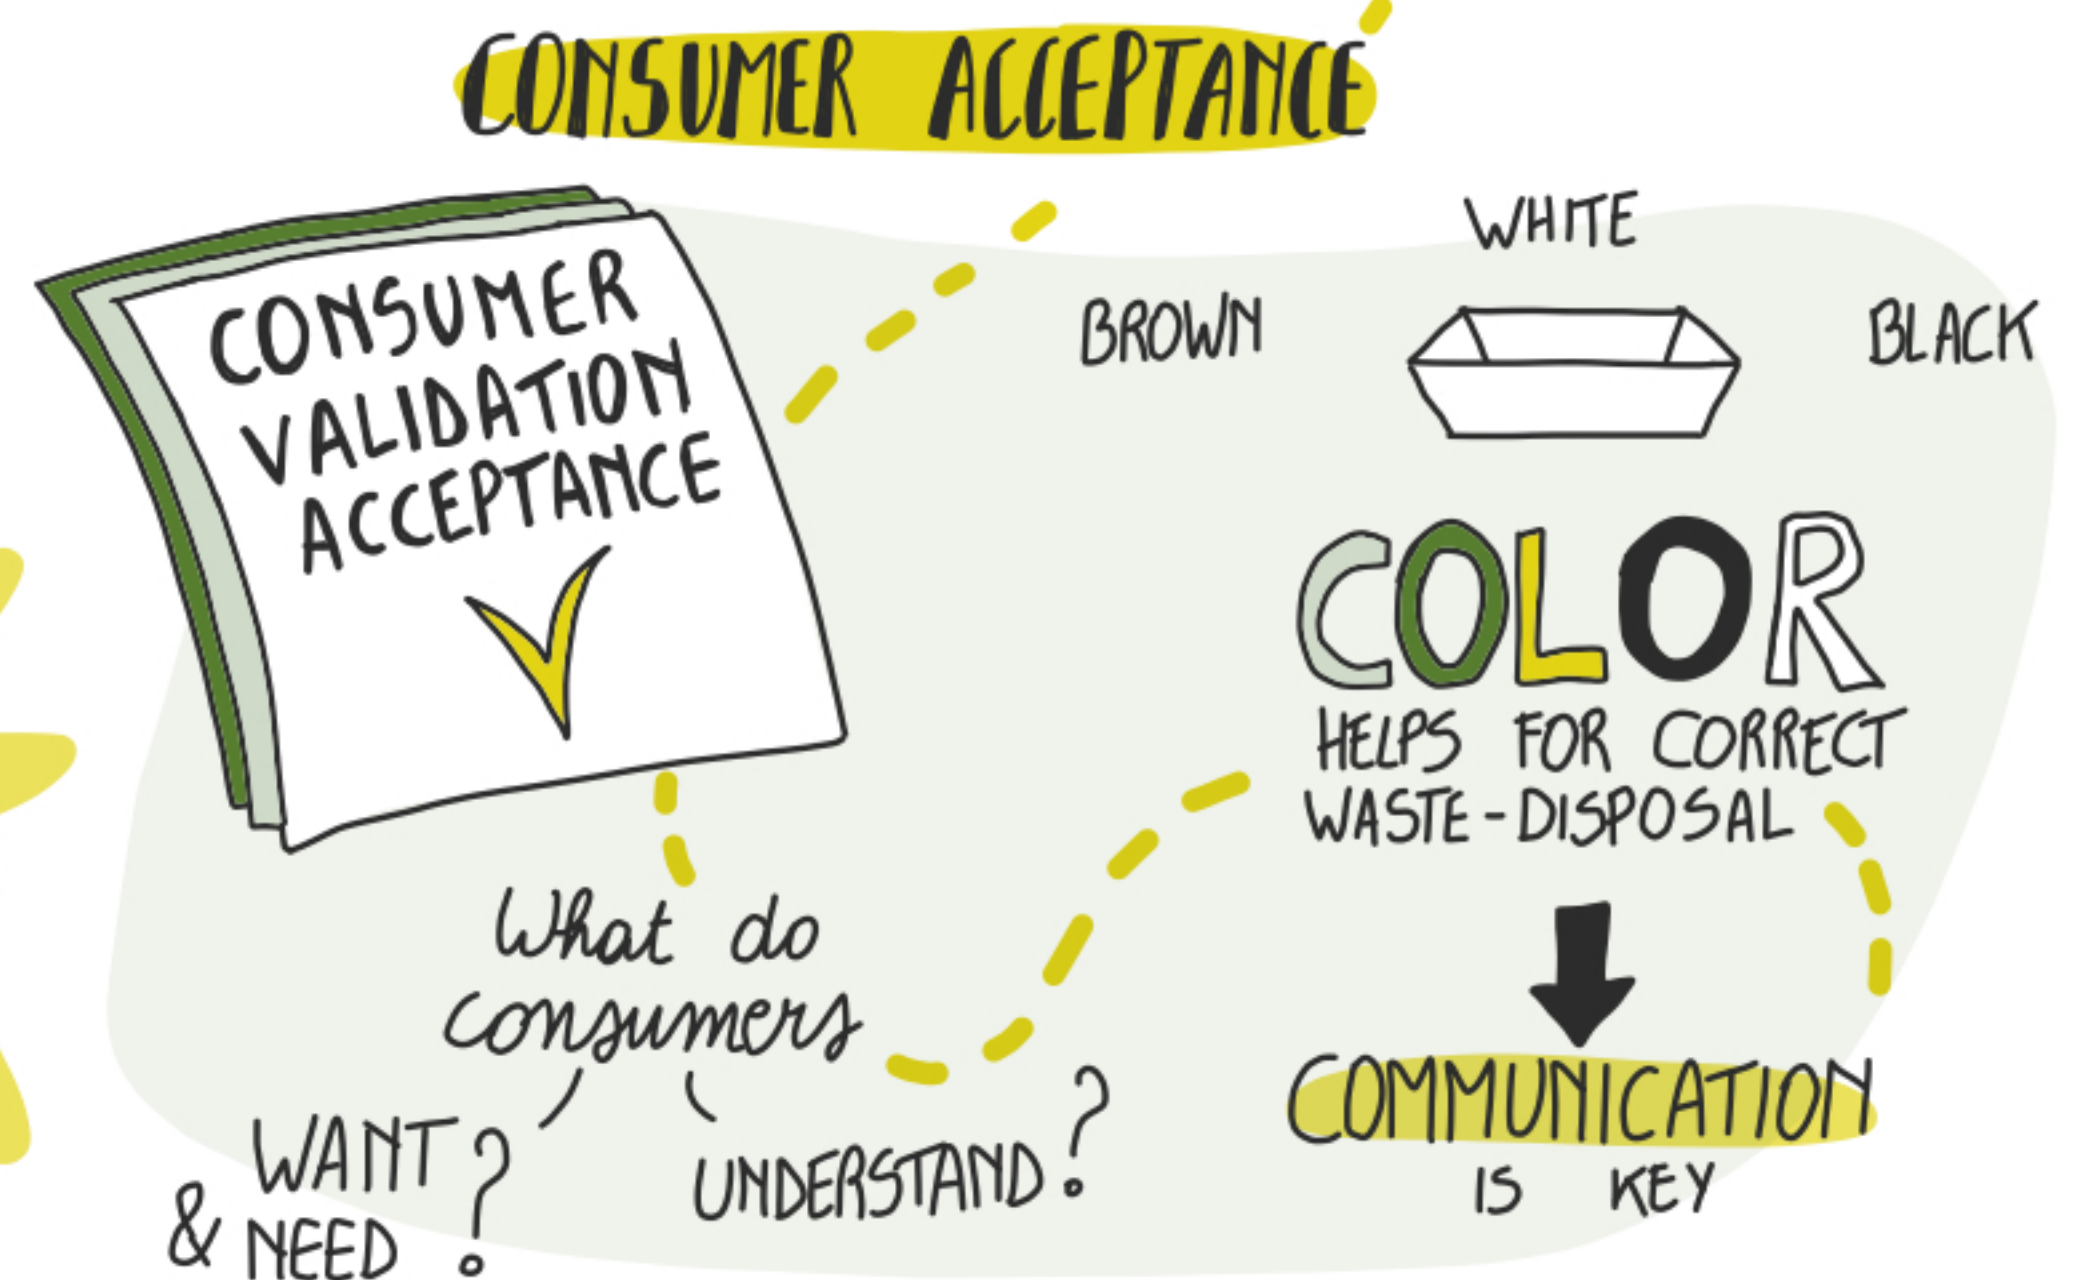 CONSUMER ACCEPTANCE
CONSUMER
VALIDATION
ACCEPTANCE
What do
consumers
WANT
& NEED ?
UNDERSTAND ?
WHITE
BROWN
BLACK
COLOR
HELPS FOR CORRECT
WASTE-DISPOSAL
COMMUNICATION
IS KEY